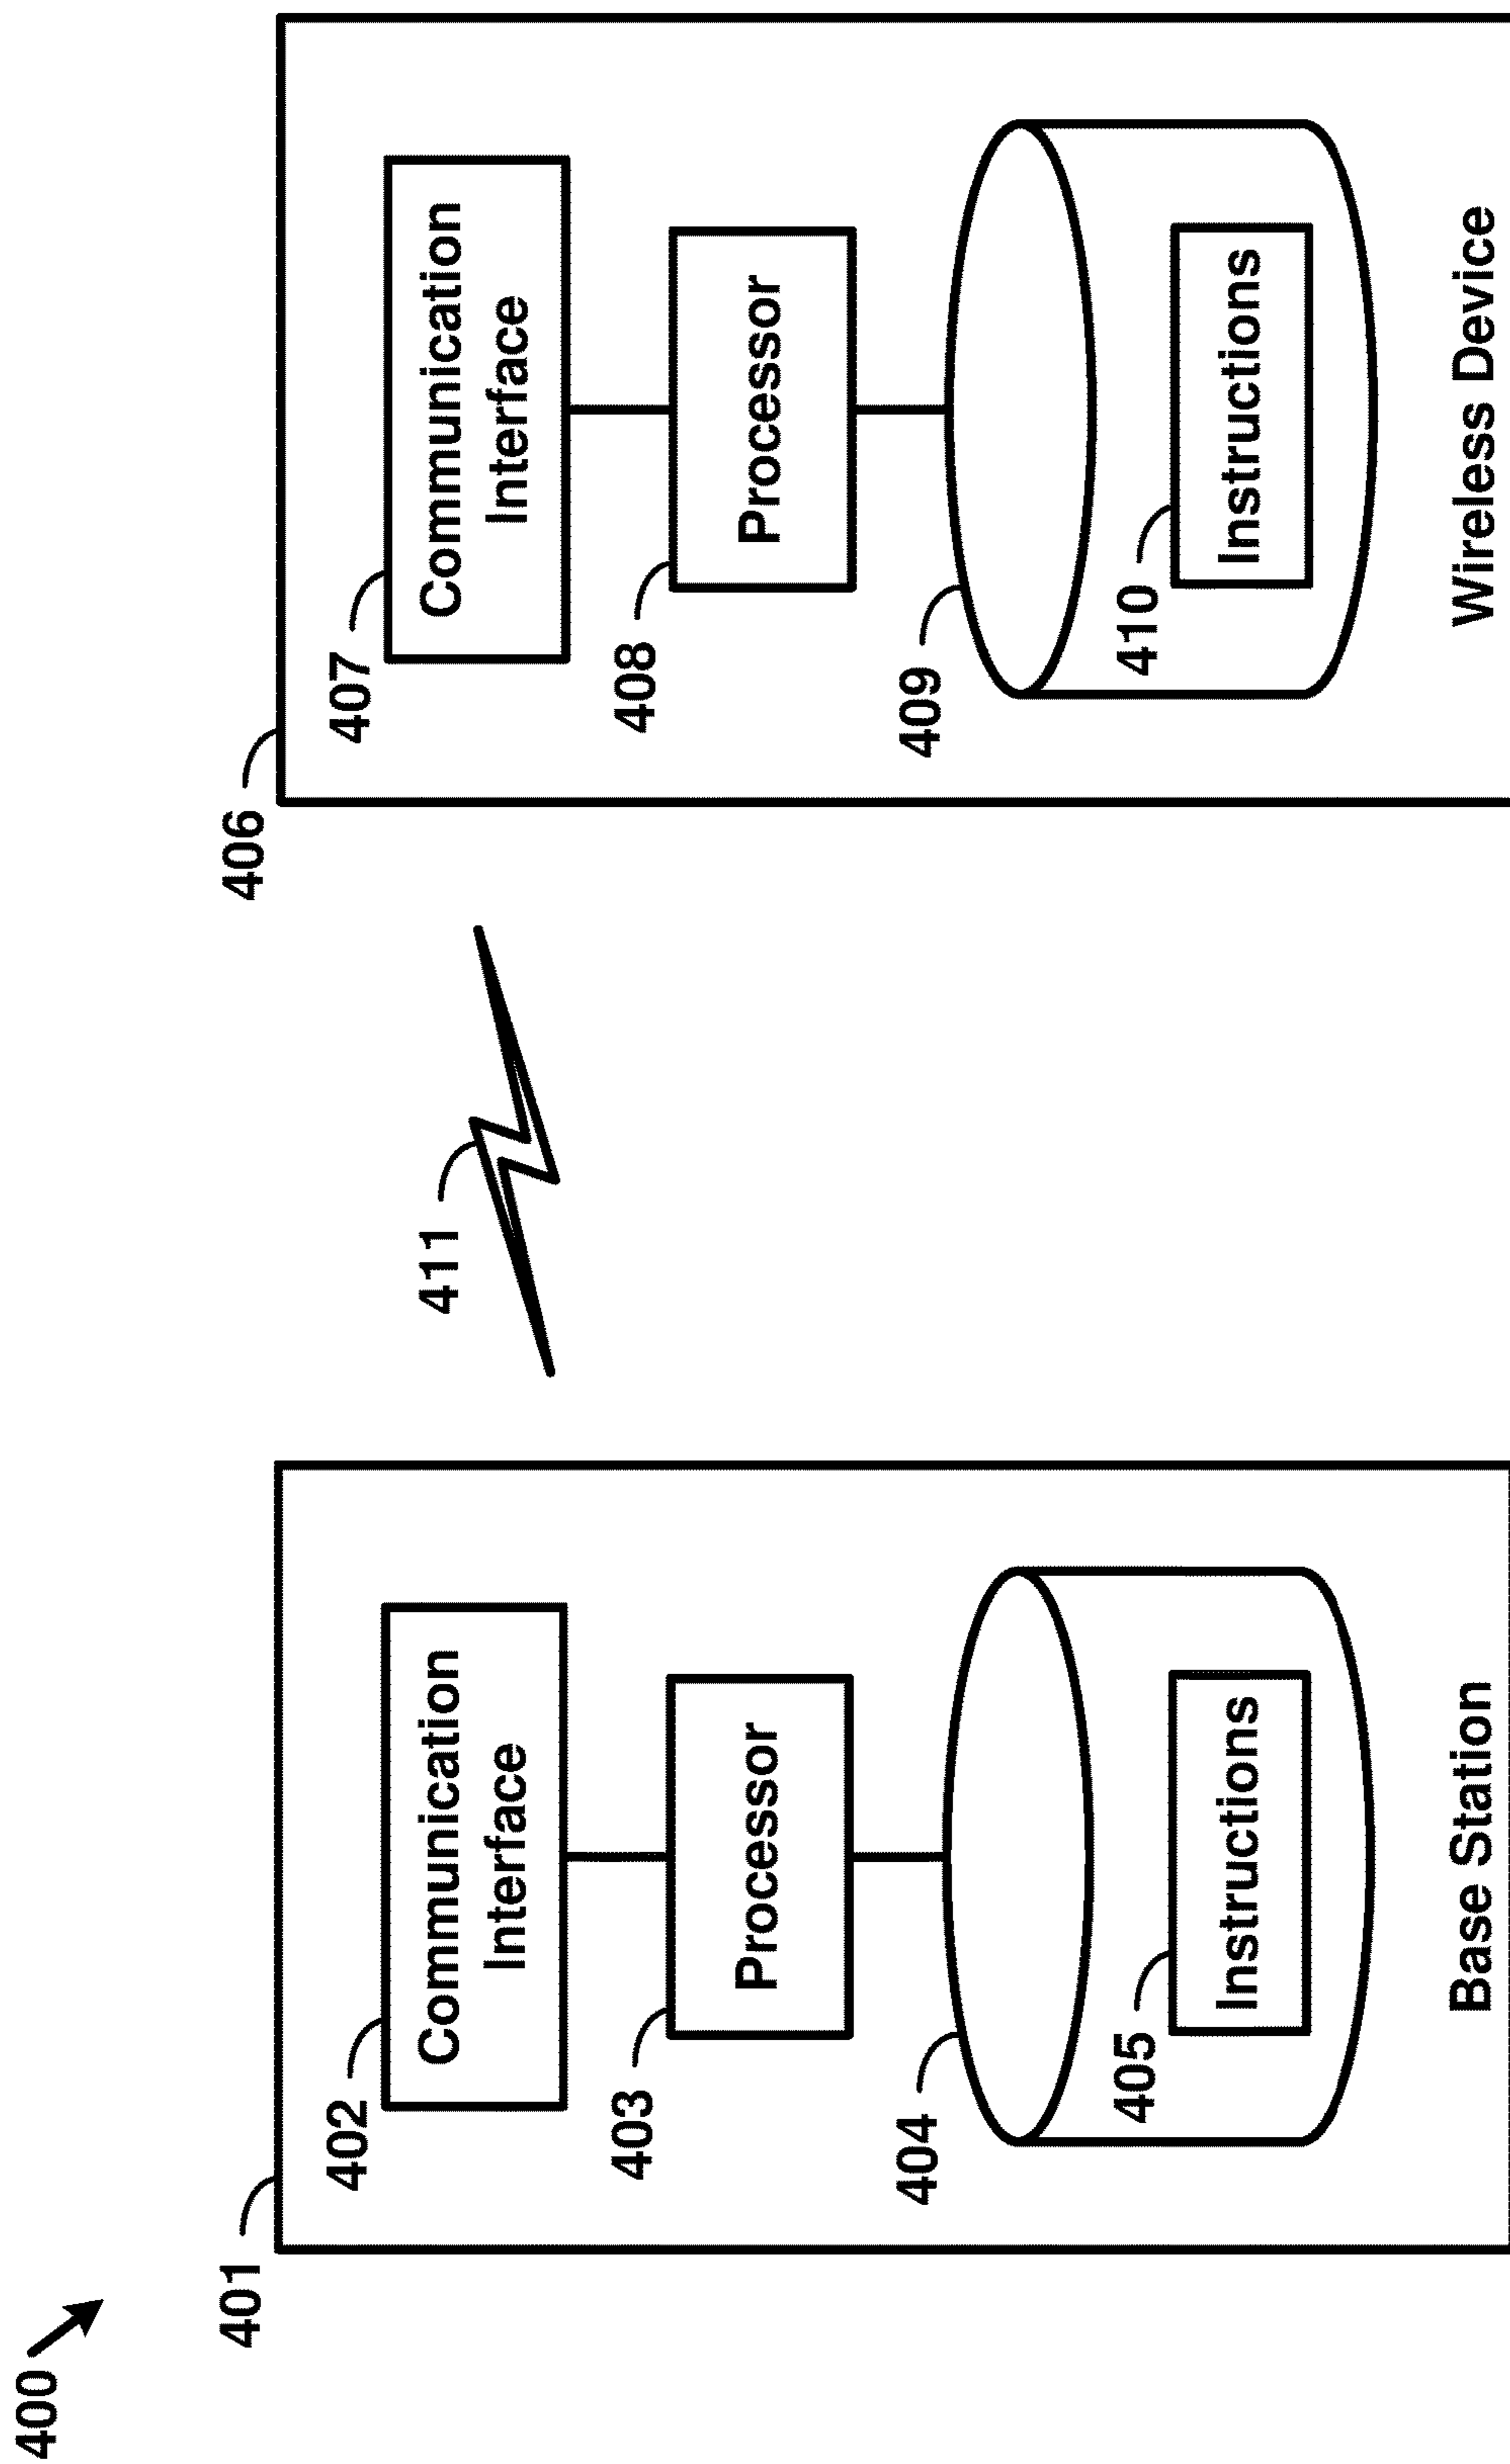 400
401
402
Communication
Interface
403
Processor
404
405
Instructions
Base Station
411
406
407
Communication
Interface
408
Processor
409
410
Instructions
Wireless Device